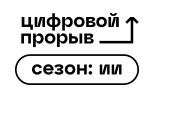 цифровой
прорыв
сезон: ии